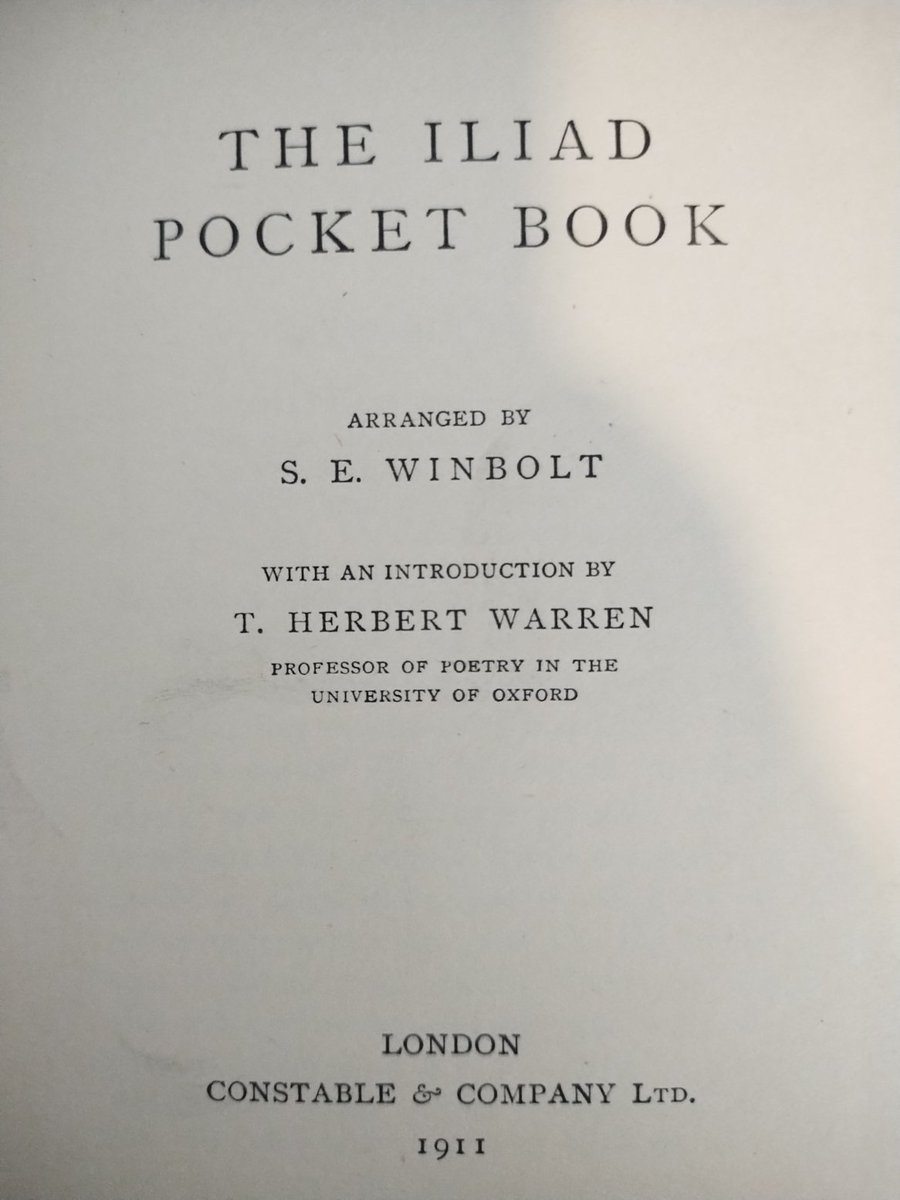 THE ILIAD
POCKET BOOK
ARRANGED BY
S. E. WINBOLT
WITH AN INTRODUCTION BY
T. HERBERT WARREN
PROFESSOR OF POETRY IN THE
UNIVERSITY OF OXFORD
LONDON
CONSTABLE & COMPANY LTD.
1911